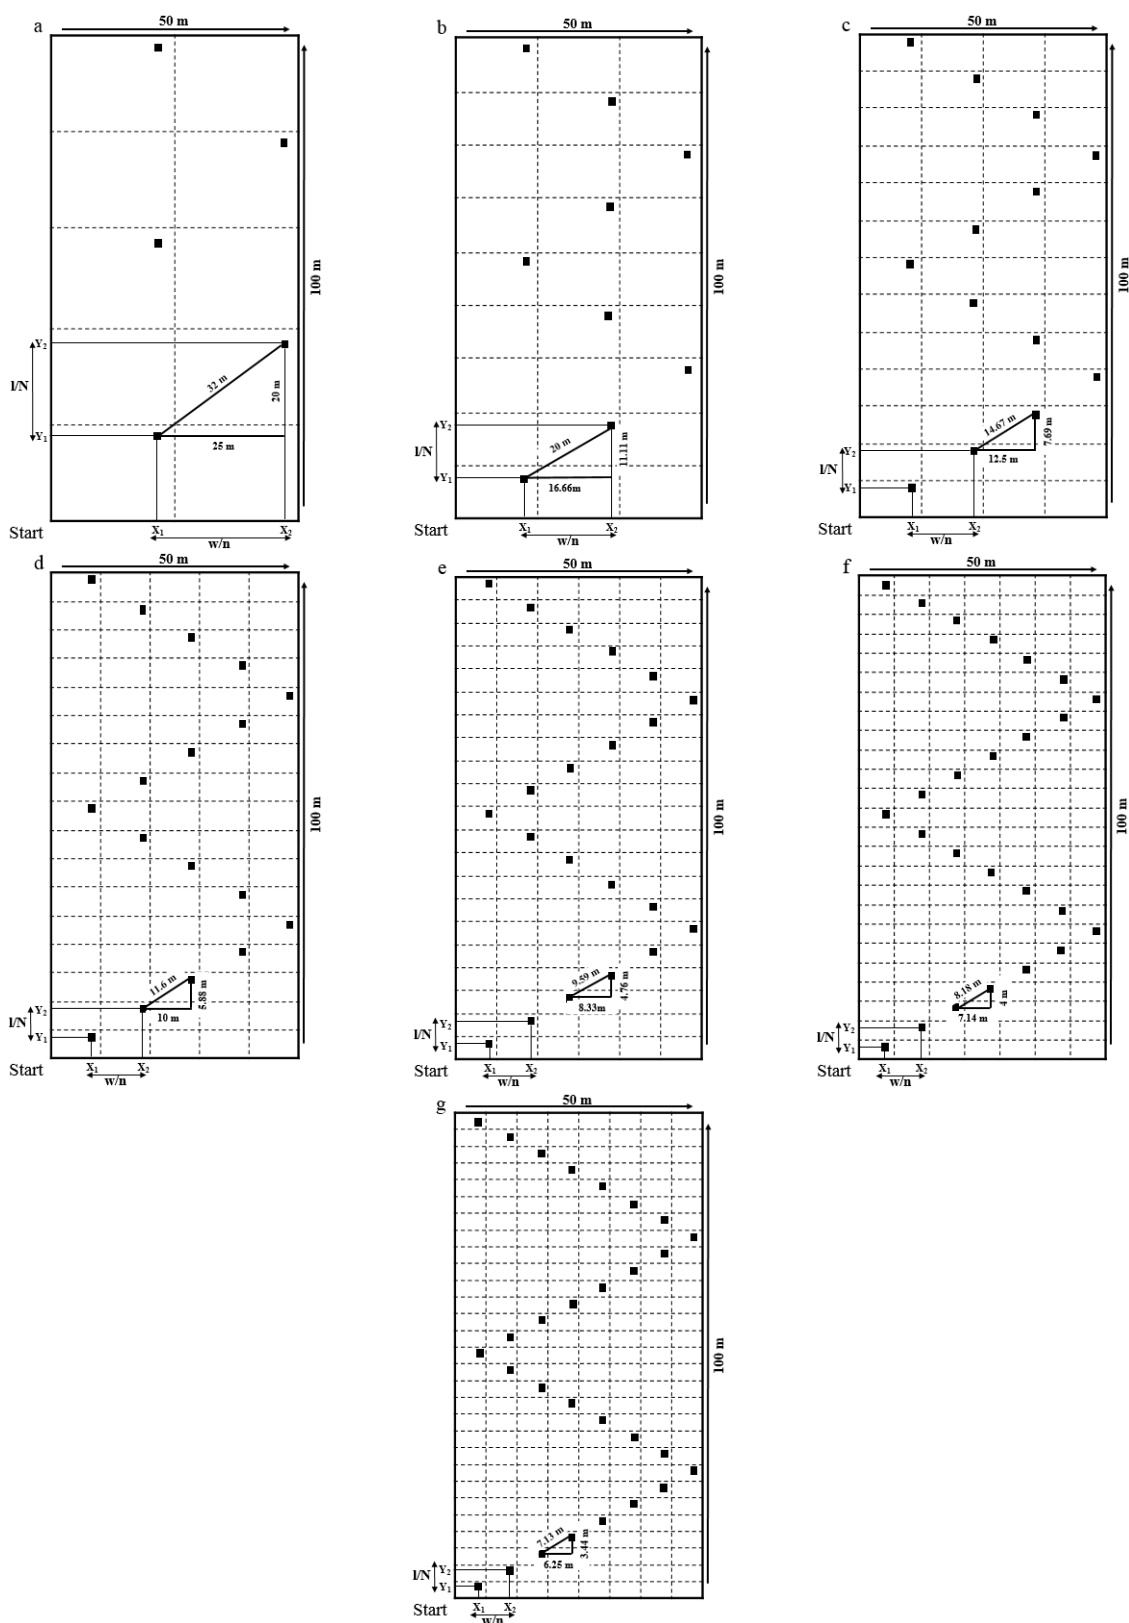 a
50 m
100 m
Y₂
l/N
Y₁
32 m
20 m
25 m
Start
X₁
X₂
w/n
b
50 m
100 m
Y₂
l/N
Y₁
20 m
11.11 m
16.66m
X₁
X₂
w/n
c
50 m
100 m
14.67 m
7.69 m
12.5 m
Y₂
l/N
Y₁
Start
X₁
X₂
w/n
d
50 m
100 m
11.6 m
5.88 m
10 m
Y₂
l/N
Y₁
Start
X₁
X₂
w/n
e
50 m
100 m
9.59 m
4.76 m
8.33m
Y₂
l/N
Y₁
Start
X₁
X₂
w/n
f
50 m
100 m
8.18 m
4 m
7.14 m
Y₂
l/N
Y₁
Start
X₁
X₂
w/n
g
50 m
100 m
7.13 m
3.44 m
6.25 m
Y₂
l/N
Y₁
Start
X₁
X₂
w/n